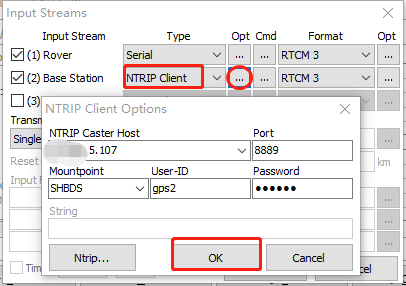 Input Streams
Input Stream Type Opt Cmd Format Opt
(1) Rover Serial ... ... RTCM 3 ...
(2) Base Station NTRIP Client ... ... RTCM 3 ...
(3)
Transm
Single
Reset
km
Input F
Tim
NTRIP Client Options
NTRIP Caster Host Port
5.107 8889
Mountpoint User-ID Password
SHBDS gps2 ••••••
String
Ntrip... OK Cancel